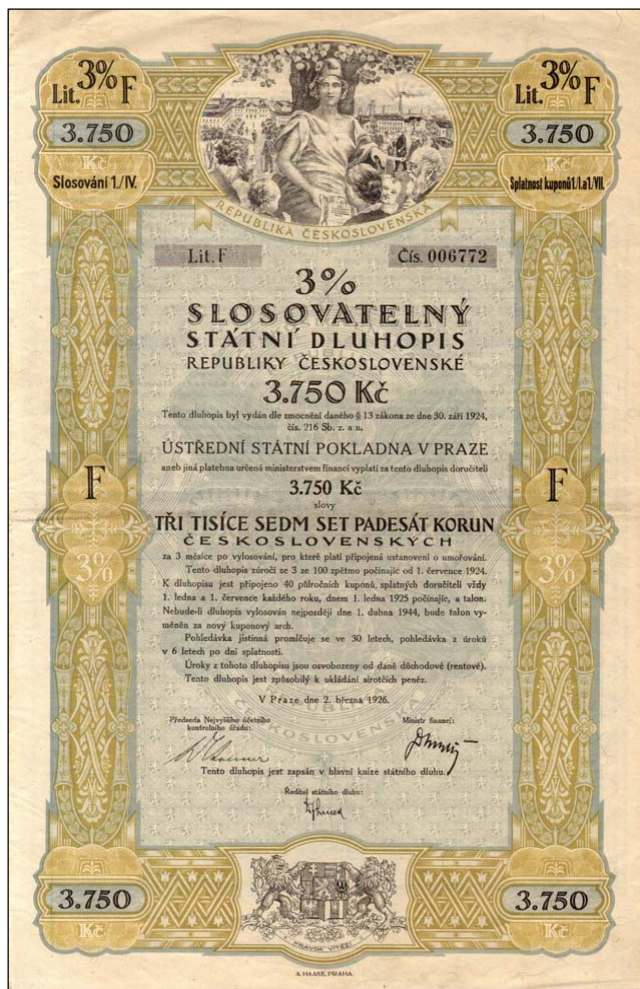 Lit. 3% F
3.750
Kč
Slosování 1./IV.
Lit. 3% F
3.750
Kč
Splatnost kuponů 1./I. a 1./VII.
REPUBLIKA ČESKOSLOVENSKÁ
Lit. F
Čís. 006772
3%
SLOSOVATELNÝ
STÁTNÍ DLUHOPIS
REPUBLIKY ČESKOSLOVENSKÉ
3.750 Kč
Tento dluhopis byl vydán dle zmocnění daného § 13 zákona ze dne 30. září 1924,
čís. 216 Sb. z. a n.
ÚSTŘEDNÍ STÁTNÍ POKLADNA V PRAZE
aneb jiná platebna určená ministerstvem financí vyplatí za tento dluhopis doručiteli
3.750 Kč
slovy
TŘI TISÍCE SEDM SET PADESÁT KORUN
ČESKOSLOVENSKÝCH
za 3 měsíce po vylosování, pro které platí připojená ustanovení o umořování.
Tento dluhopis zúročí se 3 ze 100 zpětmo počínajíc od 1. července 1924.
K dluhopisu jest připojeno 40 půlročních kuponů, splatných doručiteli vždy
1. ledna a 1. července každého roku, dnem 1. ledna 1925 počínajíc, a talon.
Nebude-li dluhopis vylosován nejpozději dne 1. dubna 1944, bude talon vy-
měněn za nový kuponový arch.
Pohledávka jistinná promlčuje se ve 30 letech, pohledávka z úroků
v 6 letech po dni splatnosti.
Úroky z tohoto dluhopisu jsou osvobozeny od daně důchodové (rentové).
Tento dluhopis jest způsobilý k ukládání sirotčích peněz.
V Praze dne 2. března 1926.
Předseda Nejvyššího účetního
kontrolního úřadu:
Ministr financí:
Tento dluhopis jest zapsán v hlavní knize státního dluhu.
Ředitel státního dluhu:
F
3%
F
3%
REPUBLIKA
ČESKOSLOVENSKÁ
3.750
Kč
PRAVDA VÍTĚZÍ
3.750
Kč
A. HAASE, PRAHA.